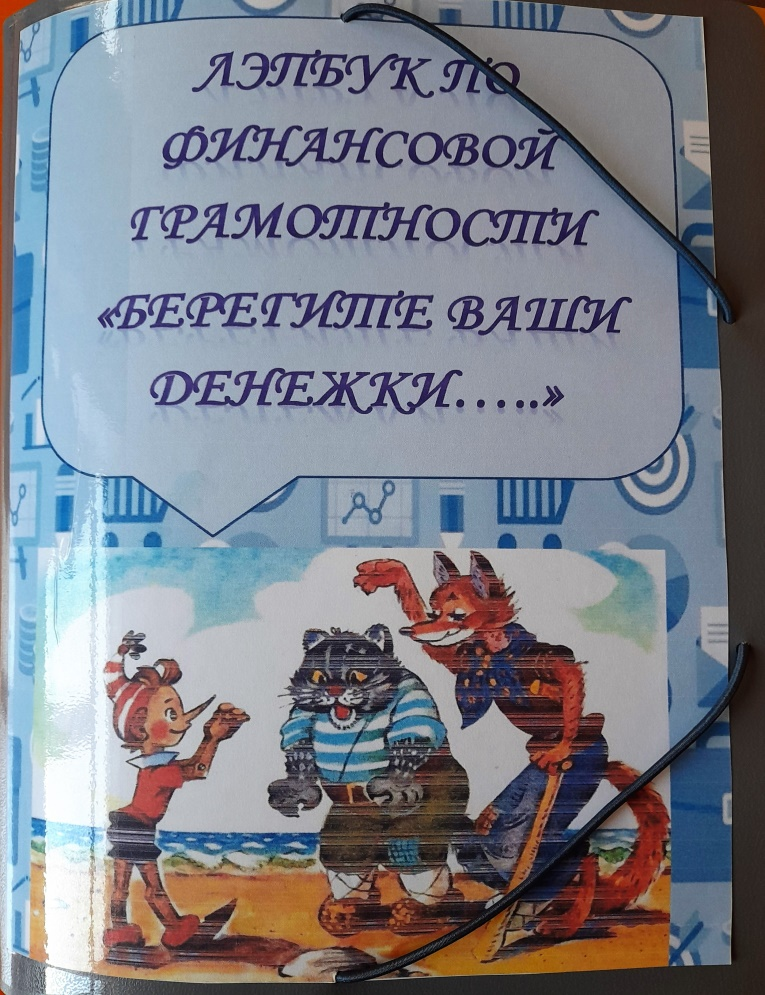 ЛЭПБУК ПО
ФИНАНСОВОЙ
ГРАМОТНОСТИ
«БЕРЕГИТЕ ВАШИ
ДЕНЕЖКИ.....»